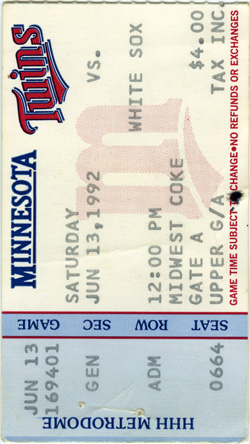 MINNESOTA
Twins
SATURDAY
JUN 13,1992 VS.
WHITE SOX
12:00 PM
MIDWEST COKE
GATE A $4.00
UPPER G/A TAX INC.
GAME TIME SUBJECT TO CHANGE•NO REFUNDS OR EXCHANGES
GAME SEC ROW SEAT
JUN 13
169401 GEN ADM 0664
HHH METRODOME